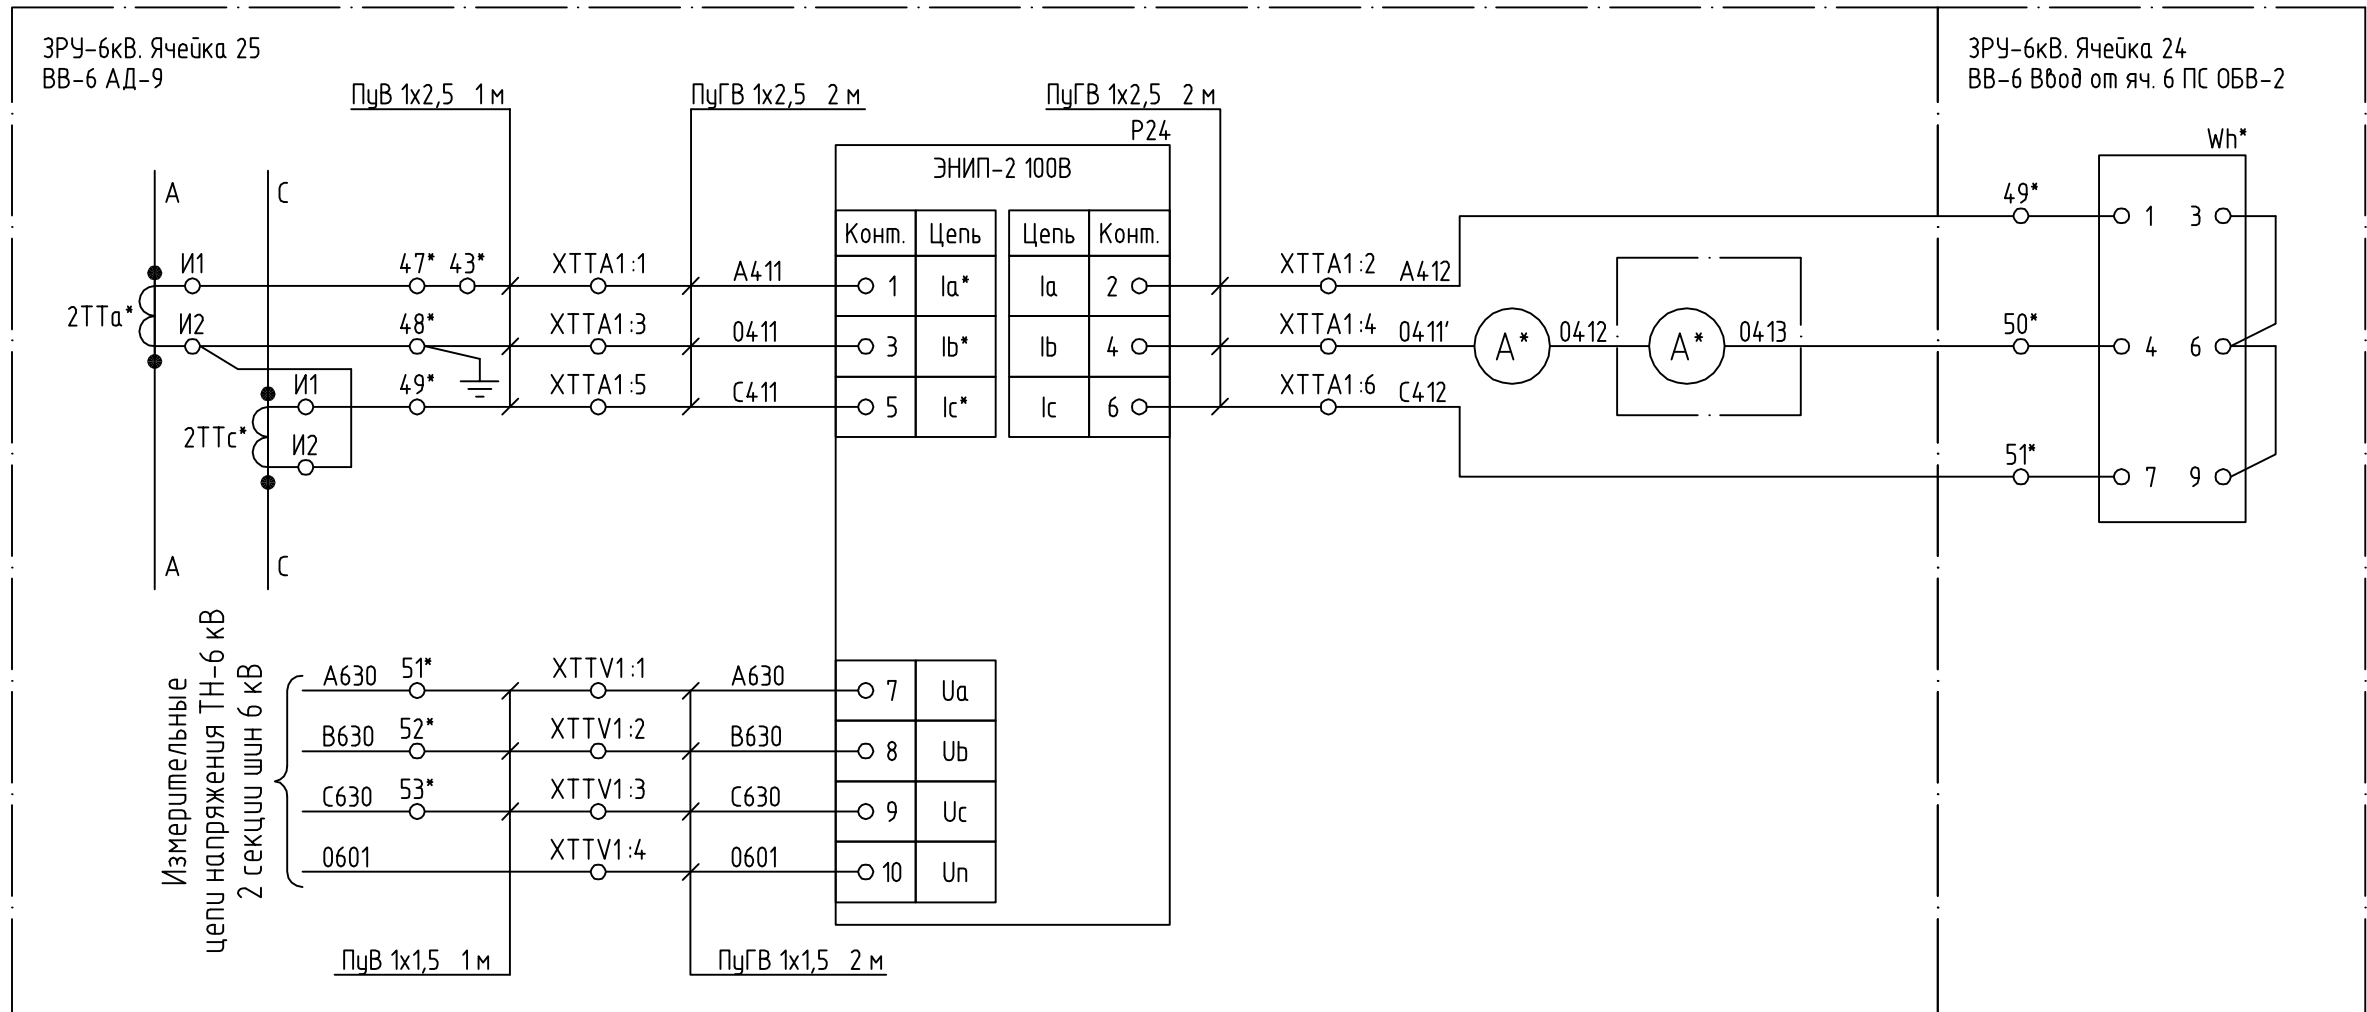 ЗРУ-6кВ. Ячейка 25
ВВ-6 АД-9
ЗРУ-6кВ. Ячейка 24
ВВ-6 Ввод от яч. 6 ПС ОБВ-2
ПуВ 1х2,5 1 м
ПуГВ 1х2,5 2 м
ПуГВ 1х2,5 2 м
Р24
ЭНИП-2 100В
Wh*
А
С
Конт.
Цепь
Цепь
Конт.
49*
1
3
И1
47*
43*
ХТТА1:1
А411
1
Ia*
Ia
2
ХТТА1:2
А412
2ТТа*
И2
48*
ХТТА1:3
0411
3
Ib*
Ib
4
ХТТА1:4
0411'
А*
0412
А*
0413
50*
4
6
И1
49*
ХТТА1:5
С411
5
Ic*
Ic
6
ХТТА1:6
С412
2ТТс*
И2
51*
7
9
А
С
Измерительные
цепи напряжения ТН-6 кВ
2 секции шин 6 кВ
А630
51*
ХТТV1:1
А630
7
Ua
В630
52*
ХТТV1:2
В630
8
Ub
С630
53*
ХТТV1:3
С630
9
Uc
0601
ХТТV1:4
0601
10
Un
ПуВ 1х1,5 1 м
ПуГВ 1х1,5 2 м